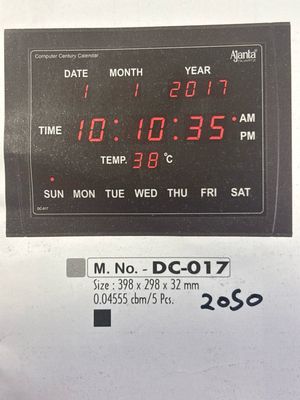 Computer Century Calendar
Ajanta
DATE MONTH YEAR
1 1 2017
TIME 10:10:35 AM
PM
TEMP. 38 °C
SUN MON TUE WED THU FRI SAT
DC-017
M. No. - DC-017
Size : 398 x 298 x 32 mm
0.04555 cbm/5 Pcs.
2050